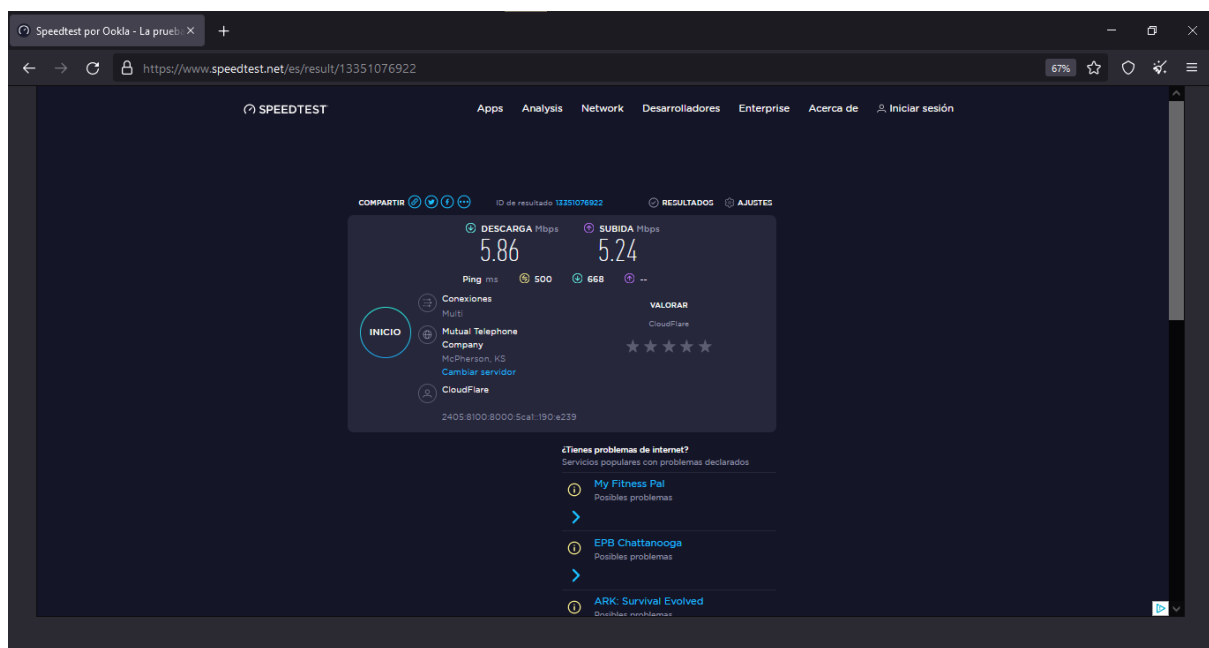 Speedtest por Ookla - La prueba
https://www.speedtest.net/es/result/13351076922
67%
SPEEDTEST
Apps Analysis Network Desarrolladores Enterprise Acerca de Iniciar sesión
COMPARTIR ID de resultado 13351076922 RESULTADOS AJUSTES
DESCARGA Mbps SUBIDA Mbps
5.86 5.24
Ping ms 500 668 --
INICIO
Conexiones
Multi
Mutual Telephone
Company
McPherson, KS
Cambiar servidor
CloudFlare
2405:8100:8000:5ca1::190:e239
VALORAR
CloudFlare
¿Tienes problemas de internet?
Servicios populares con problemas declarados
My Fitness Pal
Posibles problemas
EPB Chattanooga
Posibles problemas
ARK: Survival Evolved
Posibles problemas